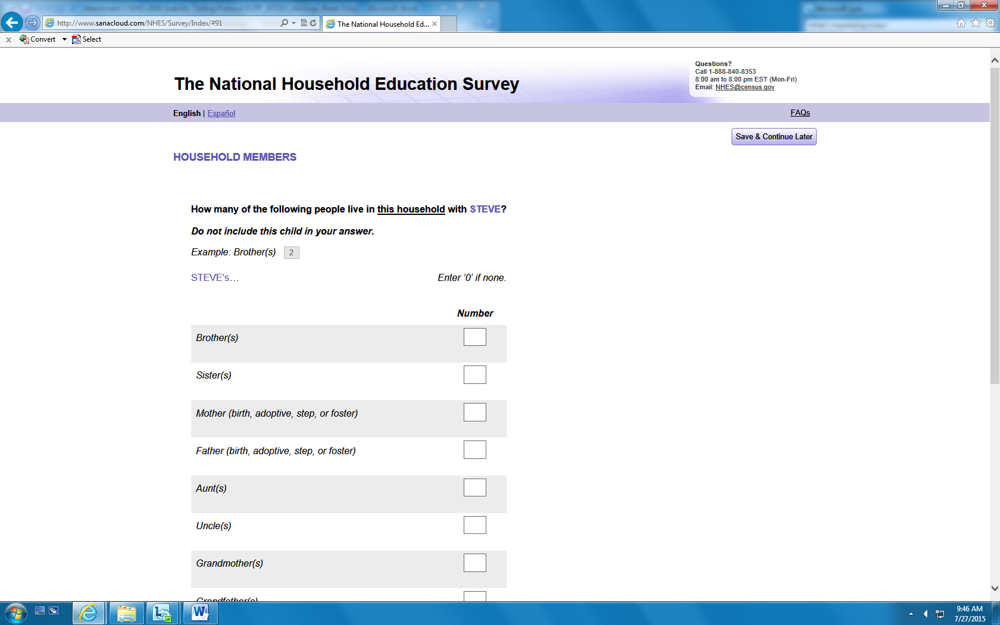 http://www.sanacloud.com/NHES/Survey/Index/#91
The National Household Ed...
Convert
Select
Questions?
Call 1-888-840-8353
8:00 am to 8:00 pm EST (Mon-Fri)
Email: NHES@census.gov
The National Household Education Survey
English | Español
FAQs
Save & Continue Later
HOUSEHOLD MEMBERS
How many of the following people live in this household with STEVE?
Do not include this child in your answer.
Example: Brother(s) 2
STEVE's... Enter '0' if none.
Number
Brother(s)
Sister(s)
Mother (birth, adoptive, step, or foster)
Father (birth, adoptive, step, or foster)
Aunt(s)
Uncle(s)
Grandmother(s)
Grandfather(s)
9:46 AM
7/27/2015